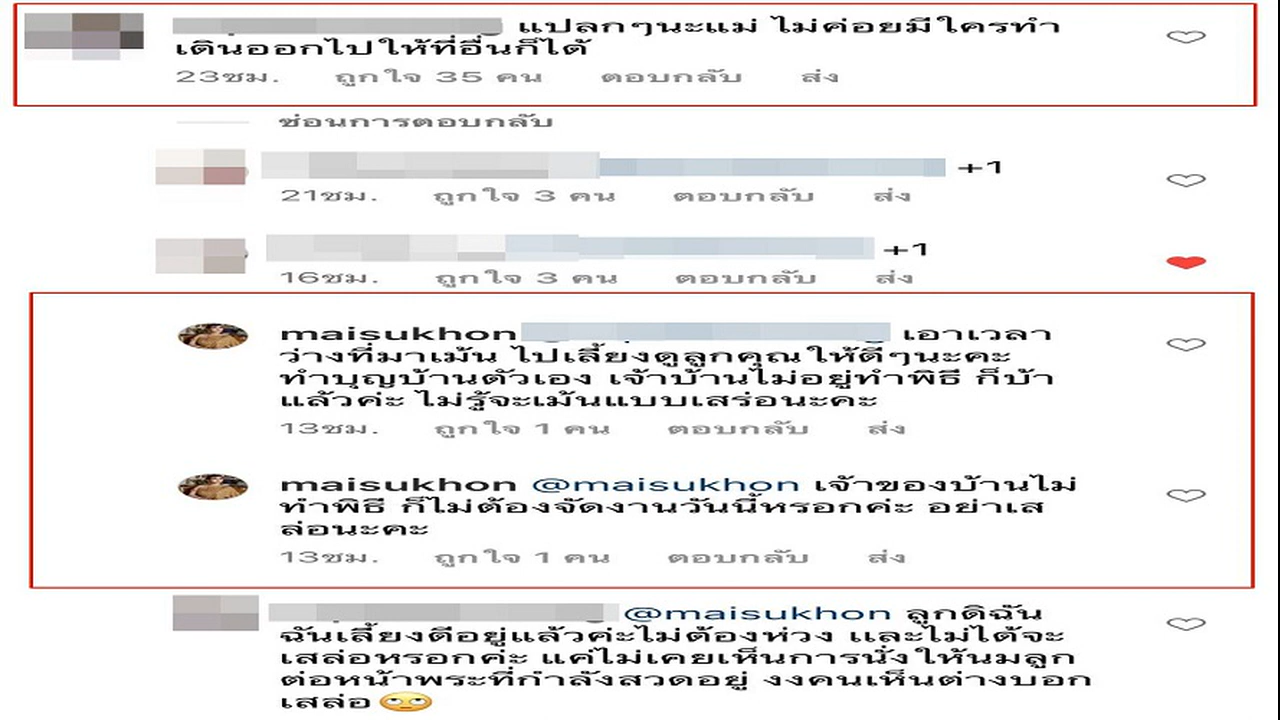 แปลกๆนะแม่ ไม่ค่อยมีใครทำ
เดินออกไปให้ที่อื่นก็ได้
23ชม. ถูกใจ 35 คน ตอบกลับ ส่ง
ซ่อนการตอบกลับ
+1
21ชม. ถูกใจ 3 คน ตอบกลับ ส่ง
+1
16ชม. ถูกใจ 3 คน ตอบกลับ ส่ง
maisukhon เอาเวลา
ว่างที่มาเม้น ไปเลี้ยงดูลูกคุณให้ดีๆนะคะ
ทำบุญบ้านตัวเอง เจ้าบ้านไม่อยู่ทำพิธี ก็บ้า
แล้วค่ะ ไม่รู้จะเม้นแบบเสร่อนะคะ
13ชม. ถูกใจ 1 คน ตอบกลับ ส่ง
maisukhon @maisukhon เจ้าของบ้านไม่
ทำพิธี ก็ไม่ต้องจัดงานวันนี้หรอกค่ะ อย่าเส
ล่อนะคะ
13ชม. ถูกใจ 1 คน ตอบกลับ ส่ง
@maisukhon ลูกดิฉัน
ฉันเลี้ยงดีอยู่แล้วค่ะไม่ต้องห่วง และไม่ได้จะ
เสล่อหรอกค่ะ แค่ไม่เคยเห็นการนั่งให้นมลูก
ต่อหน้าพระที่กำลังสวดอยู่ งงคนเห็นต่างบอก
เสล่อ🙄